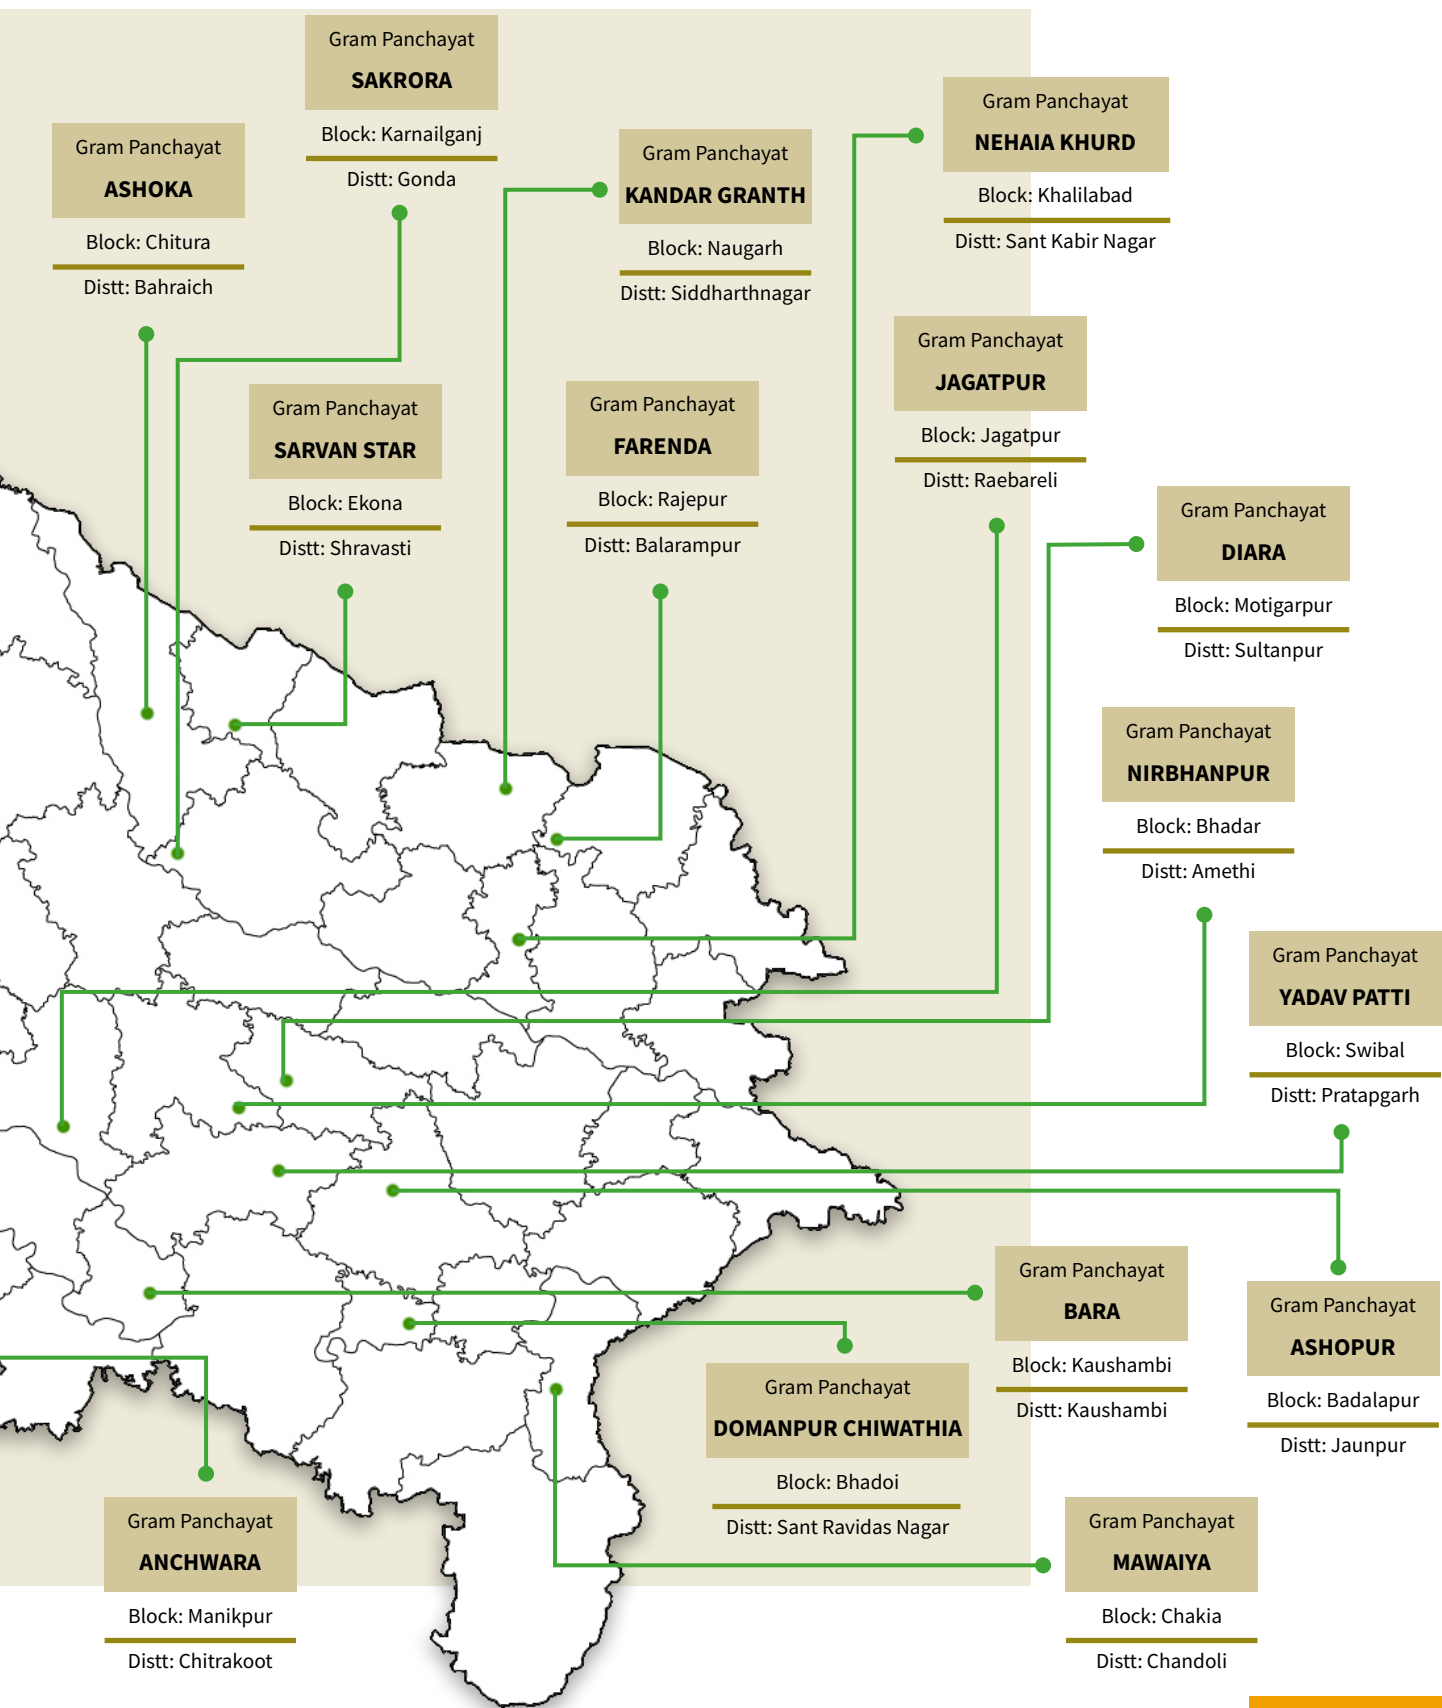 Gram Panchayat
SAKRORA
Block: Karnailganj
Distt: Gonda
Gram Panchayat
ASHOKA
Block: Chitura
Distt: Bahraich
Gram Panchayat
KANDAR GRANTH
Block: Naugarh
Distt: Siddharthnagar
Gram Panchayat
NEHAIA KHURD
Block: Khalilabad
Distt: Sant Kabir Nagar
Gram Panchayat
SARVAN STAR
Block: Ekona
Distt: Shravasti
Gram Panchayat
FARENDA
Block: Rajepur
Distt: Balarampur
Gram Panchayat
JAGATPUR
Block: Jagatpur
Distt: Raebareli
Gram Panchayat
DIARA
Block: Motigarpur
Distt: Sultanpur
Gram Panchayat
NIRBHANPUR
Block: Bhadar
Distt: Amethi
Gram Panchayat
YADAV PATTI
Block: Swibal
Distt: Pratapgarh
Gram Panchayat
BARA
Block: Kaushambi
Distt: Kaushambi
Gram Panchayat
ASHOPUR
Block: Badalapur
Distt: Jaunpur
Gram Panchayat
DOMANPUR CHIWATHIA
Block: Bhadoi
Distt: Sant Ravidas Nagar
Gram Panchayat
ANCHWARA
Block: Manikpur
Distt: Chitrakoot
Gram Panchayat
MAWAIYA
Block: Chakia
Distt: Chandoli